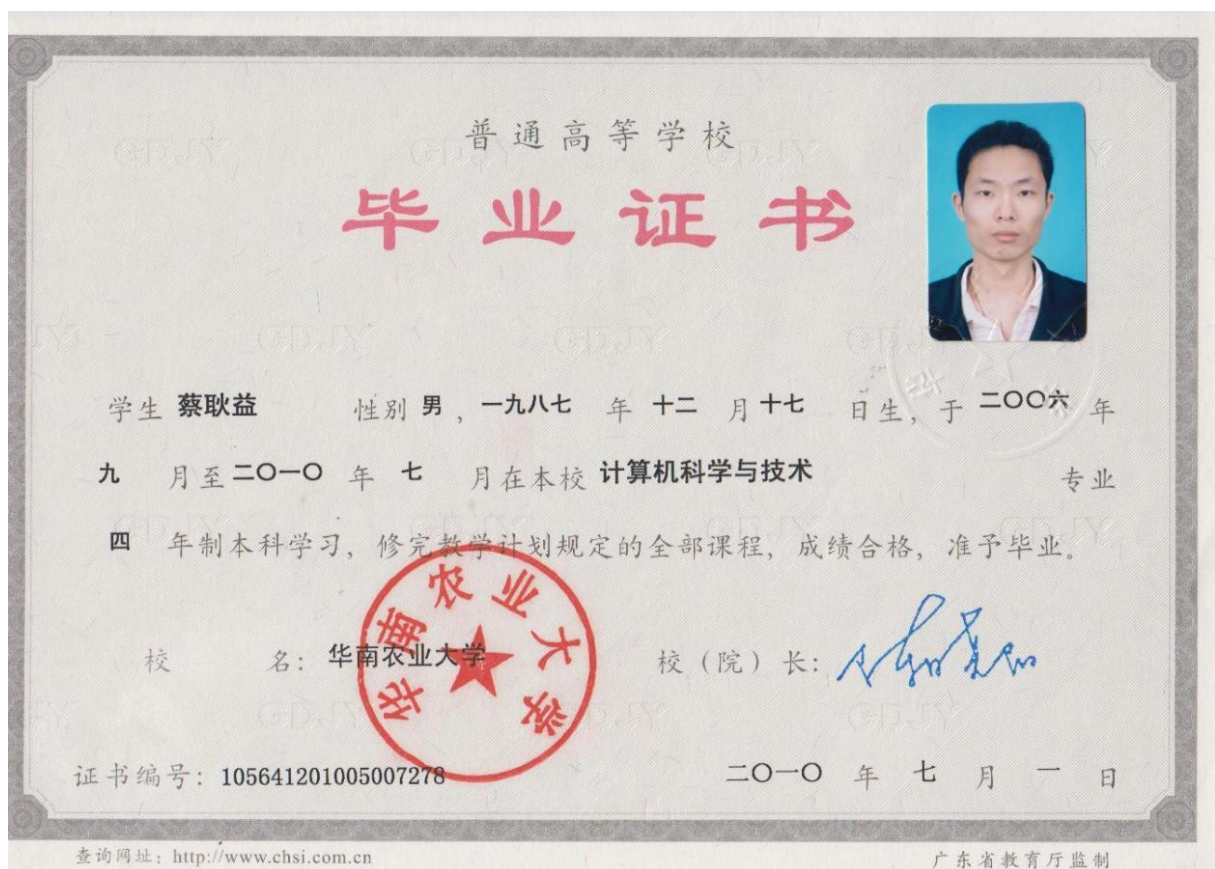 普通高等学校
毕业证书
学生 蔡耿益 性别 男 , 一九八七 年 十二 月 十七 日生, 于 二〇〇六 年
九 月至 二〇一〇 年 七 月在本校 计算机科学与技术 专业
四 年制本科学习, 修完教学计划规定的全部课程, 成绩合格, 准予毕业。
华南农业大学
校 名: 华南农业大学 校(院)长:
证书编号: 105641201005007278 二〇一〇 年 七 月 一 日
查询网址: http://www.chsi.com.cn 广东省教育厅监制